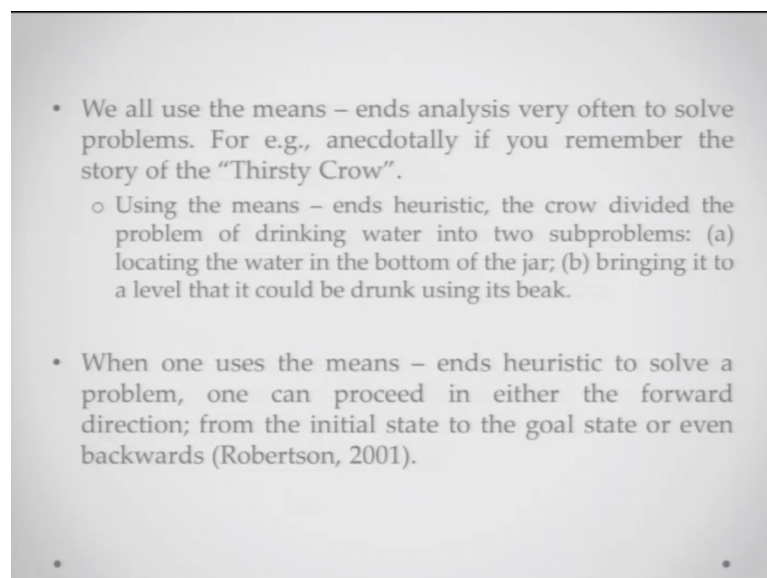 • We all use the means – ends analysis very often to solve
problems. For e.g., anecdotally if you remember the
story of the “Thirsty Crow”.
o Using the means – ends heuristic, the crow divided the
problem of drinking water into two subproblems: (a)
locating the water in the bottom of the jar; (b) bringing it to
a level that it could be drunk using its beak.
• When one uses the means – ends heuristic to solve a
problem, one can proceed in either the forward
direction; from the initial state to the goal state or even
backwards (Robertson, 2001).